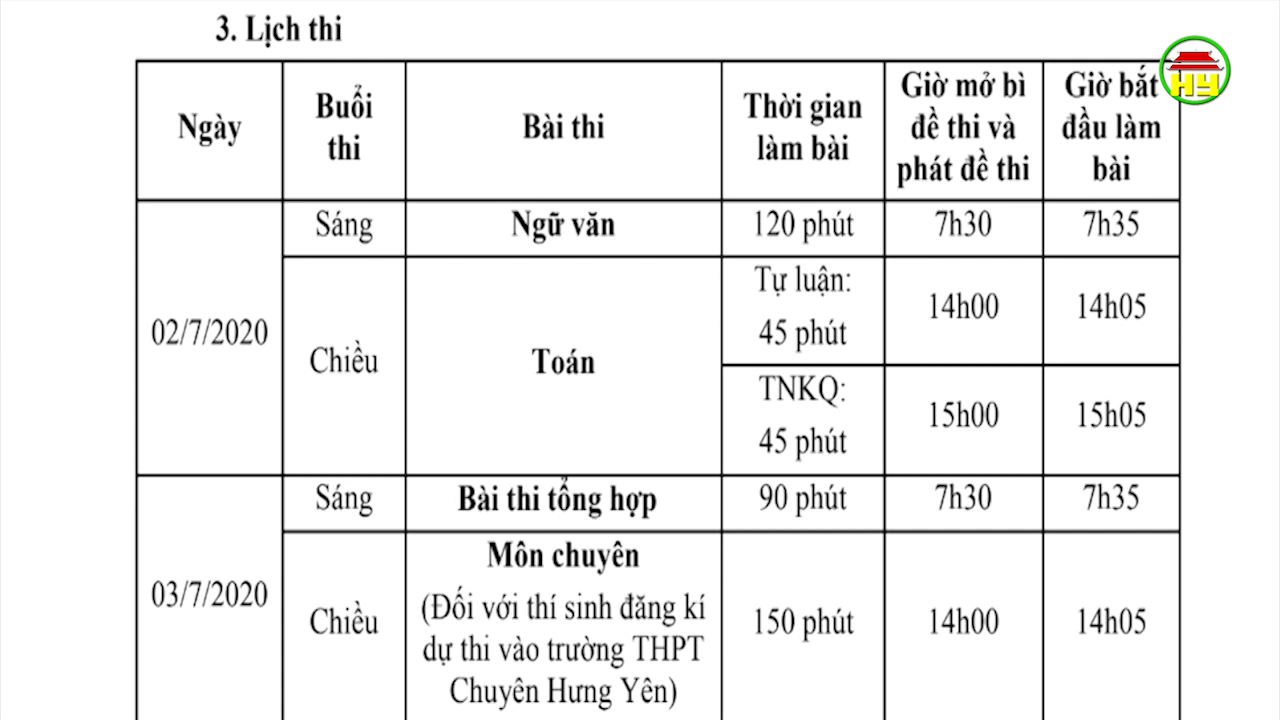 3. Lịch thi
HY
Ngày
Buổi
thi
Bài thi
Thời gian
làm bài
Giờ mở bì
đề thi và
phát đề thi
Giờ bắt
đầu làm
bài
02/7/2020
Sáng
Ngữ văn
120 phút
7h30
7h35
Chiều
Toán
Tự luận:
45 phút
14h00
14h05
TNKQ:
45 phút
15h00
15h05
03/7/2020
Sáng
Bài thi tổng hợp
90 phút
7h30
7h35
Chiều
Môn chuyên
(Đối với thí sinh đăng kí
dự thi vào trường THPT
Chuyên Hưng Yên)
150 phút
14h00
14h05